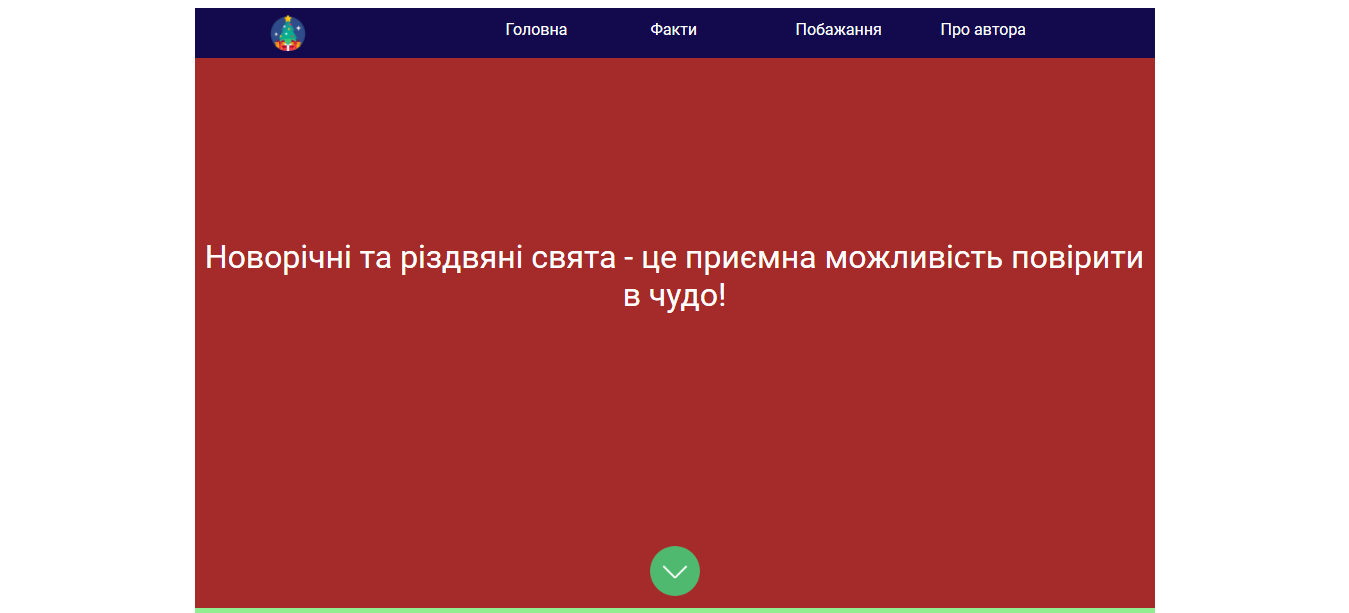 Головна Факти Побажання Про автора
Новорічні та різдвяні свята - це приємна можливість повірити
в чудо!